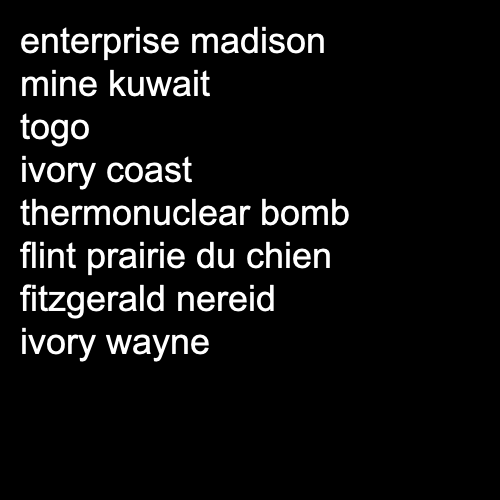 enterprise madison
mine kuwait
togo
ivory coast
thermonuclear bomb
flint prairie du chien
fitzgerald nereid
ivory wayne